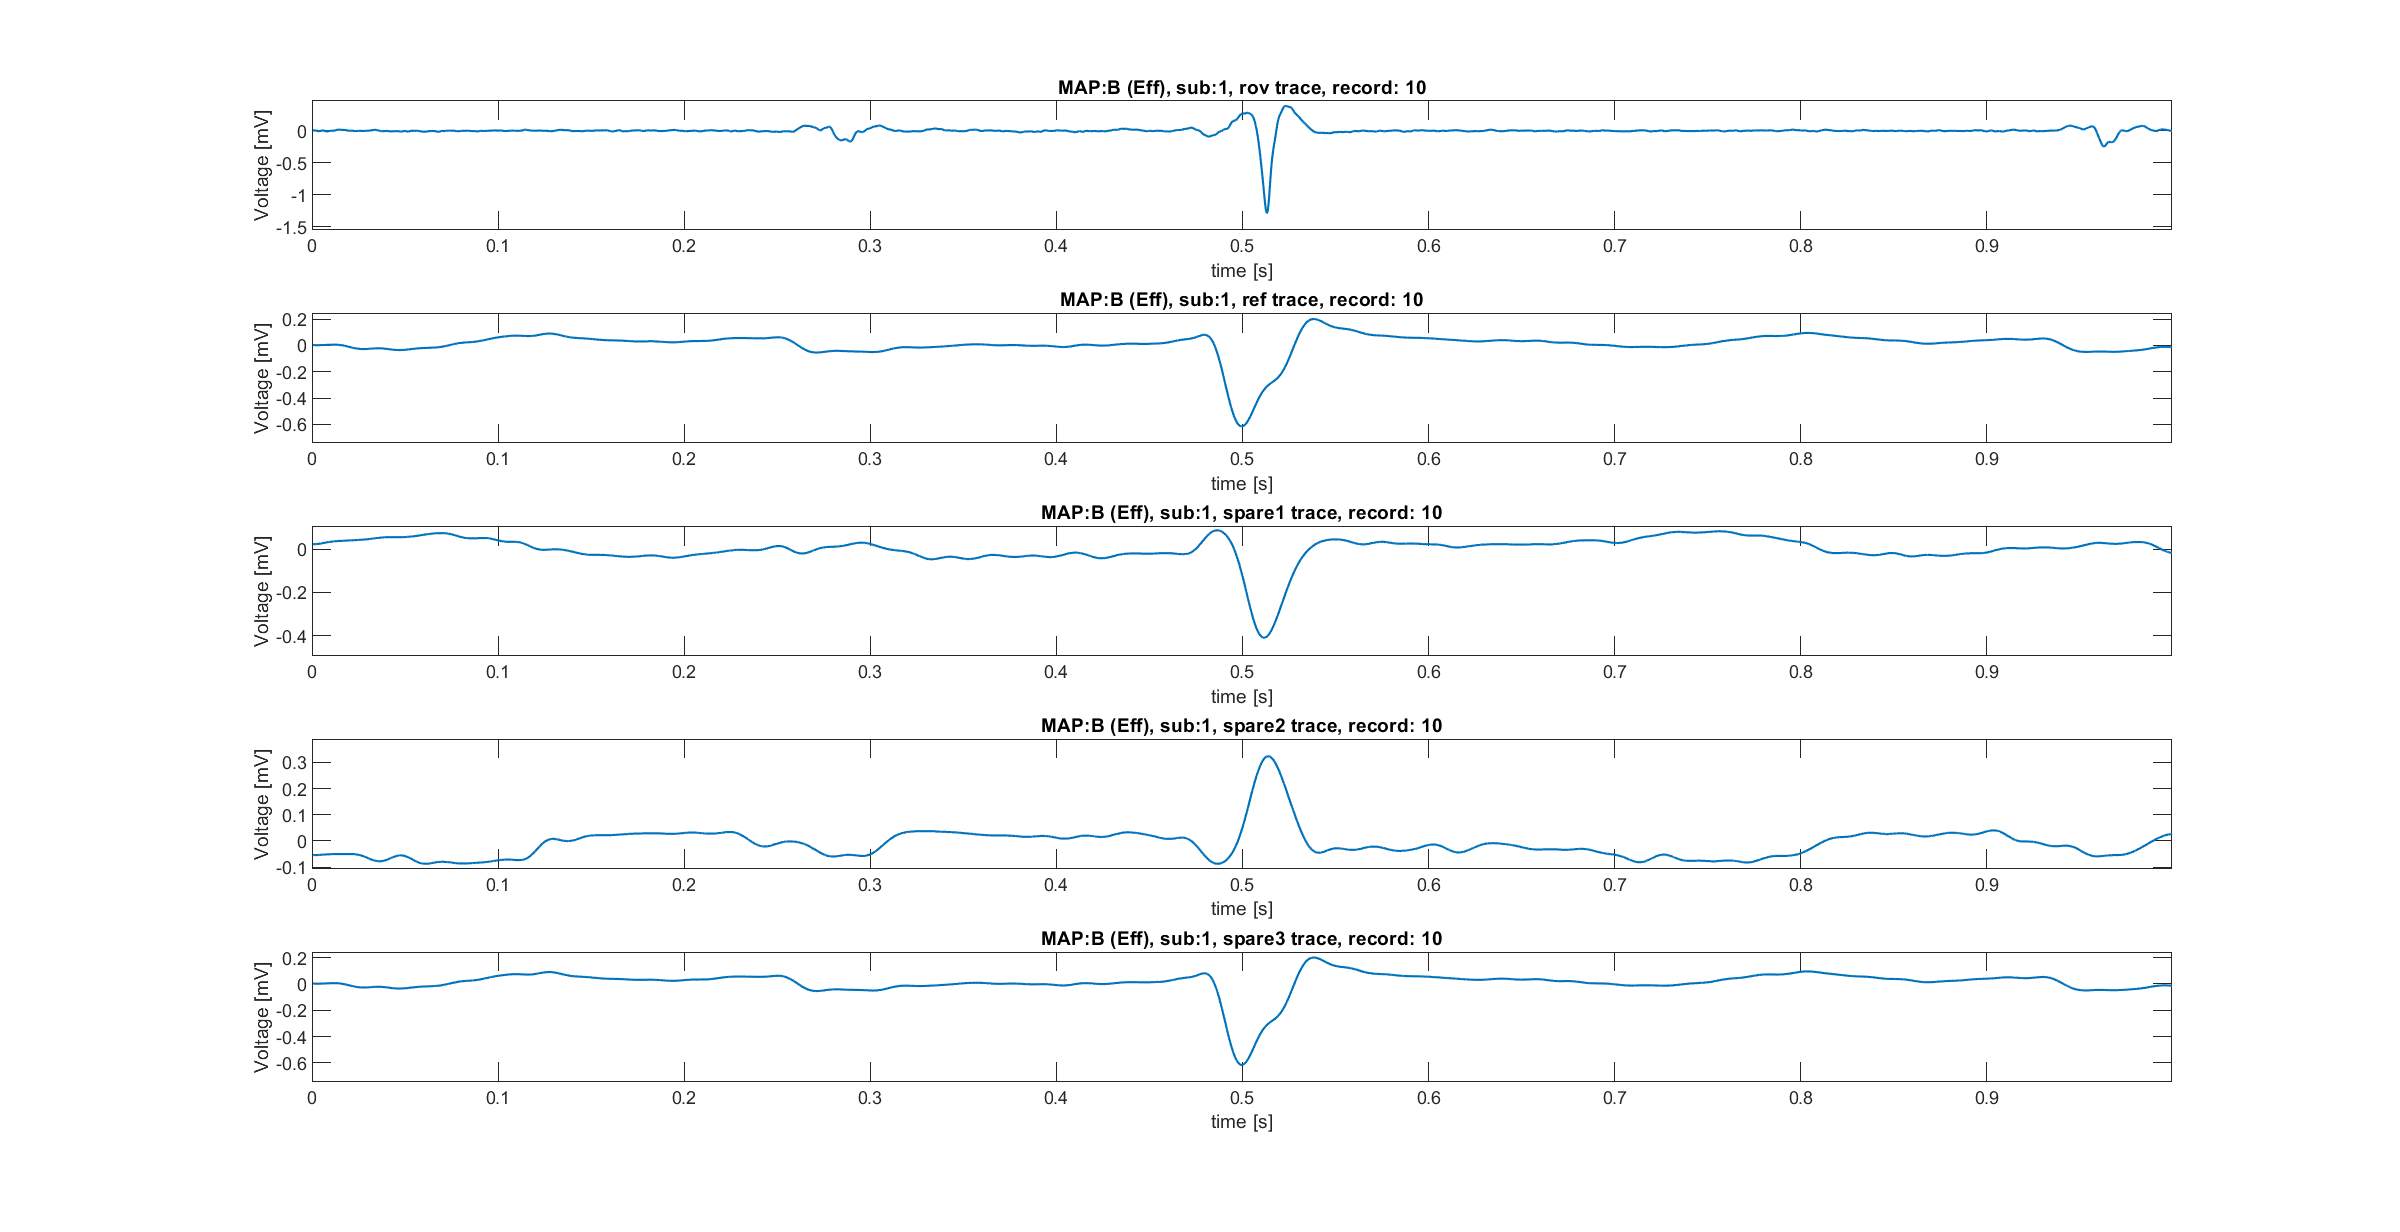 MAP:B (Eff), sub:1, rov trace, record: 10
Voltage [mV]
0
-0.5
-1
-1.5
0 0.1 0.2 0.3 0.4 0.5 0.6 0.7 0.8 0.9
time [s]
MAP:B (Eff), sub:1, ref trace, record: 10
Voltage [mV]
0.2
0
-0.2
-0.4
-0.6
0 0.1 0.2 0.3 0.4 0.5 0.6 0.7 0.8 0.9
time [s]
MAP:B (Eff), sub:1, spare1 trace, record: 10
Voltage [mV]
0
-0.2
-0.4
0 0.1 0.2 0.3 0.4 0.5 0.6 0.7 0.8 0.9
time [s]
MAP:B (Eff), sub:1, spare2 trace, record: 10
Voltage [mV]
0.3
0.2
0.1
0
-0.1
0 0.1 0.2 0.3 0.4 0.5 0.6 0.7 0.8 0.9
time [s]
MAP:B (Eff), sub:1, spare3 trace, record: 10
Voltage [mV]
0.2
0
-0.2
-0.4
-0.6
0 0.1 0.2 0.3 0.4 0.5 0.6 0.7 0.8 0.9
time [s]